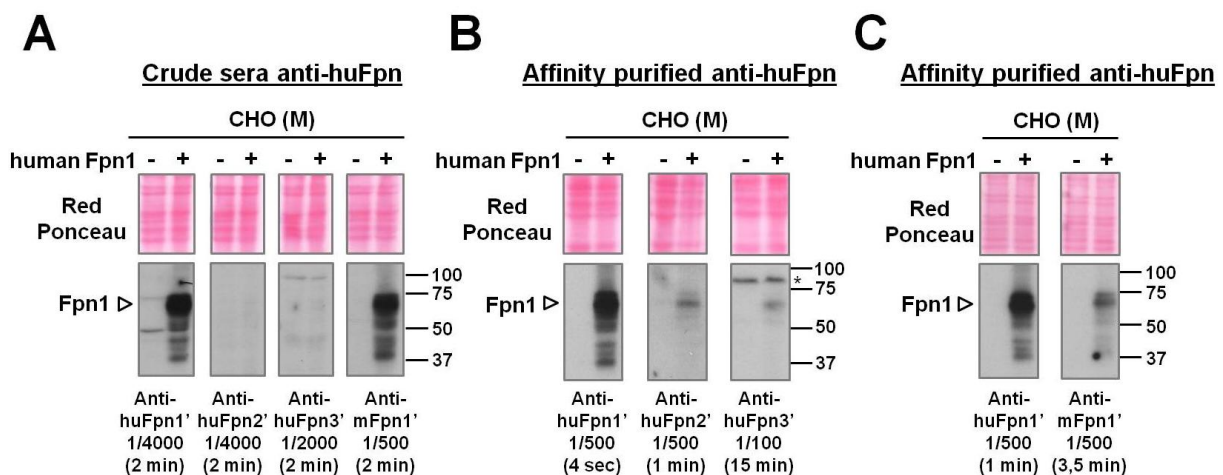 A
Crude sera anti-huFpn
CHO (M)
human Fpn1 - + - + - + - +
Red
Ponceau
Fpn1
100
75
50
37
Anti-
huFpn1’
1/4000
(2 min)
Anti-
huFpn2’
1/4000
(2 min)
Anti-
huFpn3’
1/2000
(2 min)
Anti-
mFpn1’
1/500
(2 min)
B
Affinity purified anti-huFpn
CHO (M)
human Fpn1 - + - + - +
Red
Ponceau
Fpn1
100
*
75
50
37
Anti-
huFpn1’
1/500
(4 sec)
Anti-
huFpn2’
1/500
(1 min)
Anti-
huFpn3’
1/100
(15 min)
C
Affinity purified anti-huFpn
CHO (M)
human Fpn1 - + - +
Red
Ponceau
Fpn1
100
75
50
37
Anti-
huFpn1’
1/500
(1 min)
Anti-
mFpn1’
1/500
(3,5 min)